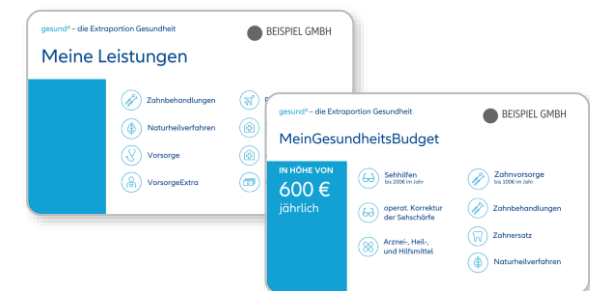 gesund⁺ – die Extraportion Gesundheit
BEISPIEL GMBH
Meine Leistungen
Zahnbehandlungen
Naturheilverfahren
Vorsorge
VorsorgeExtra
gesund⁺ – die Extraportion Gesundheit
BEISPIEL GMBH
MeinGesundheitsBudget
IN HÖHE VON
600 €
jährlich
Sehhilfen
bis 200€ im Jahr
operat. Korrektur
der Sehschärfe
Arznei-, Heil-,
und Hilfsmittel
Zahnvorsorge
bis 100€ im Jahr
Zahnbehandlungen
Zahnersatz
Naturheilverfahren